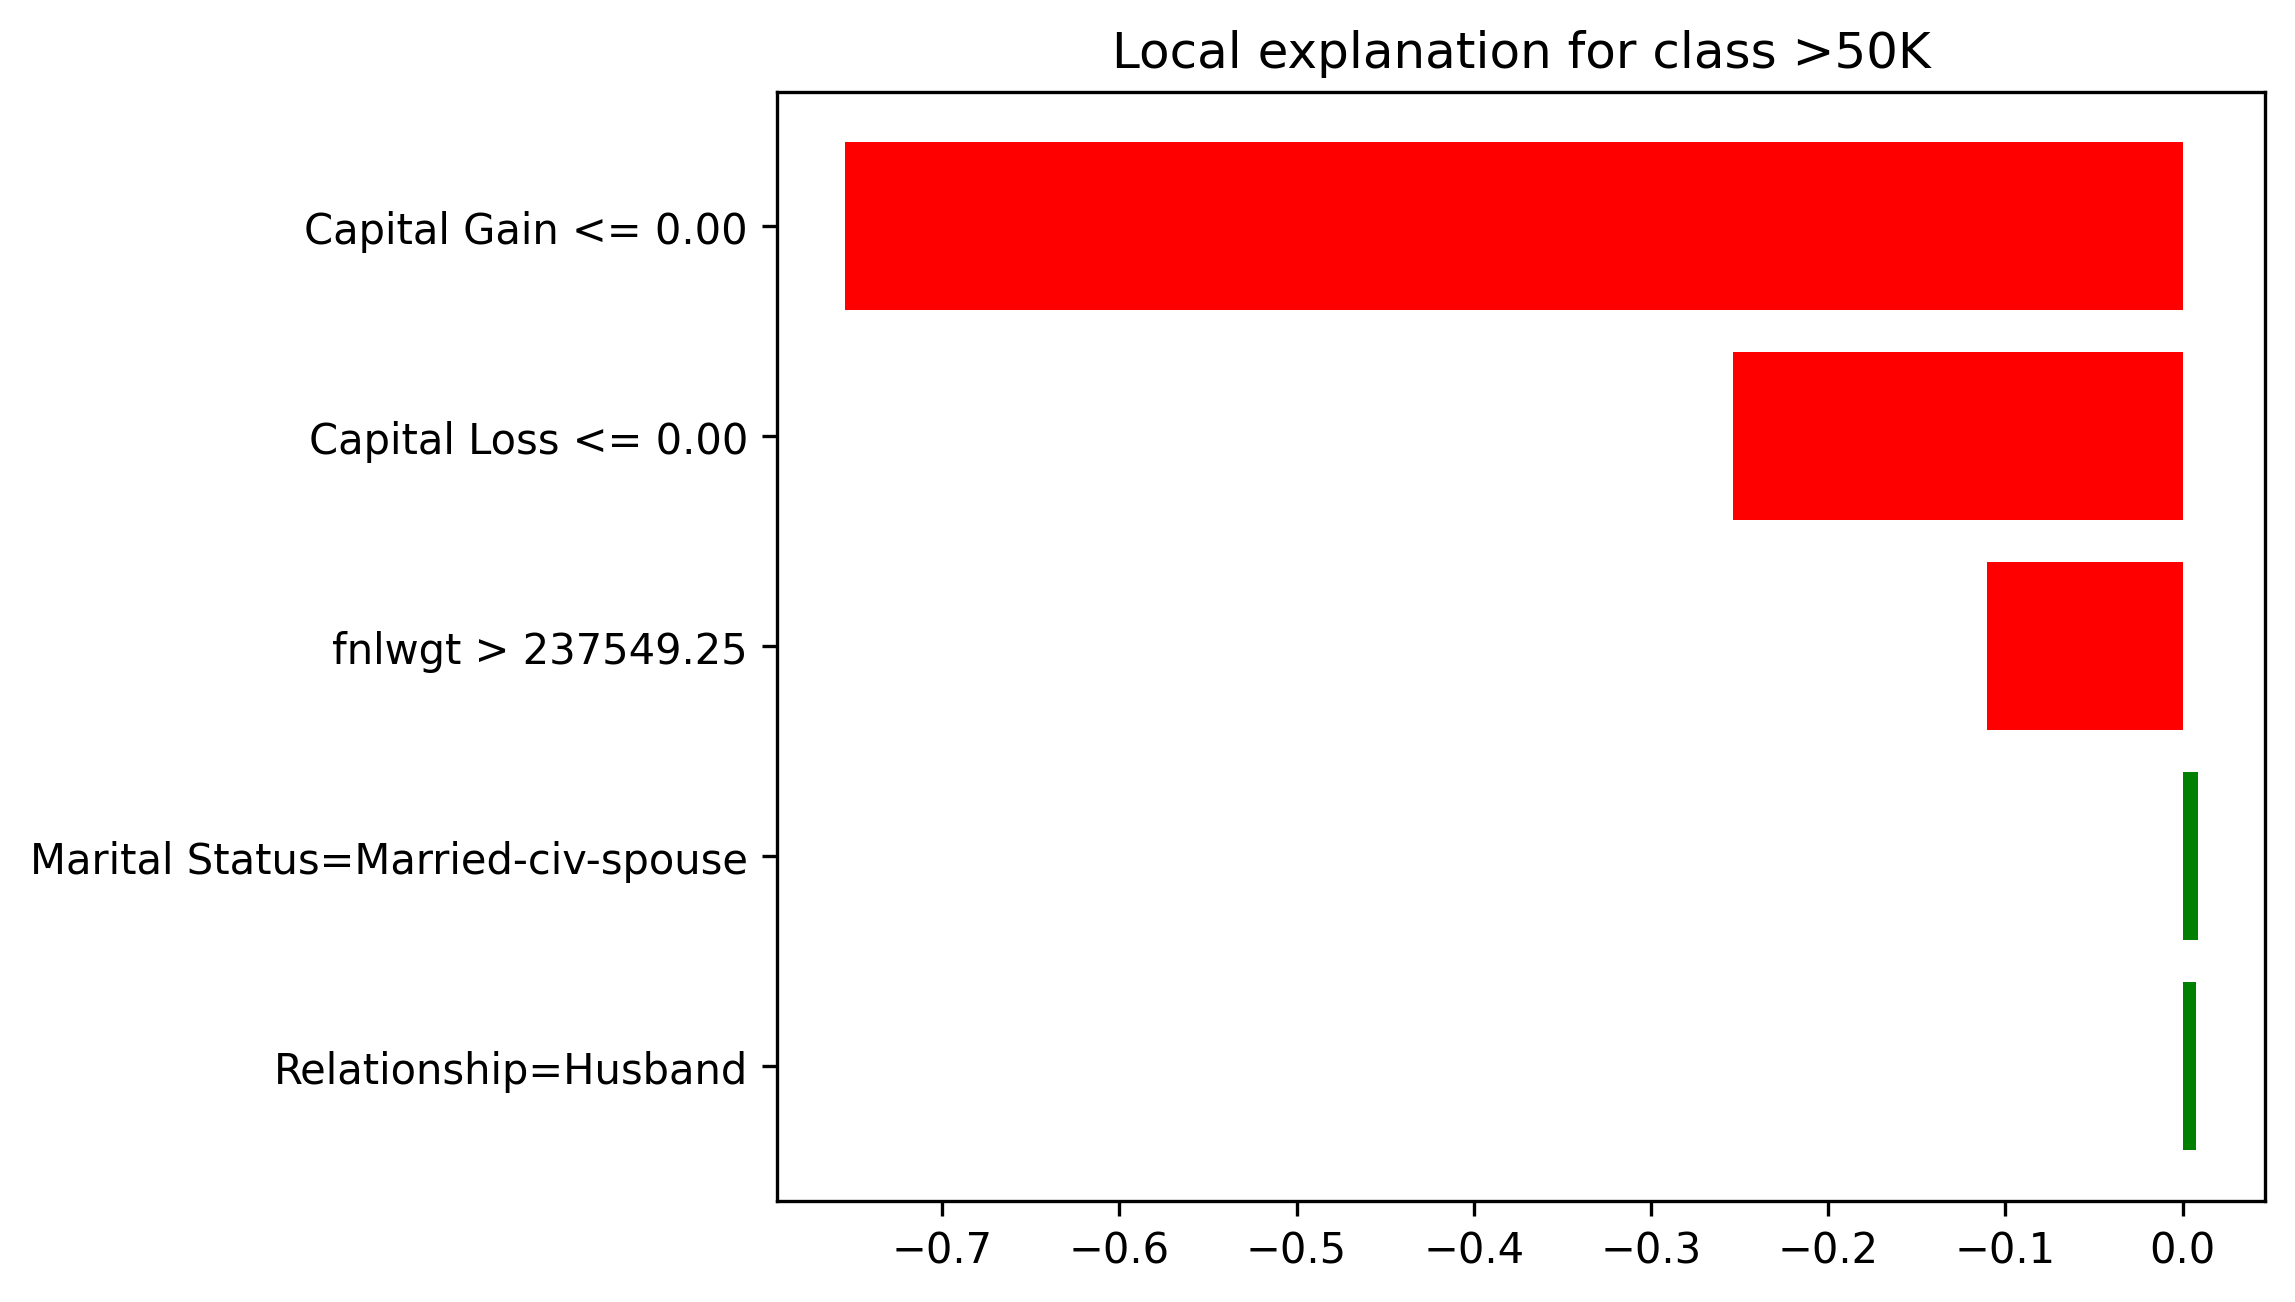 Local explanation for class >50K
Capital Gain <= 0.00
Capital Loss <= 0.00
fnlwgt > 237549.25
Marital Status=Married-civ-spouse
Relationship=Husband
−0.7 −0.6 −0.5 −0.4 −0.3 −0.2 −0.1 0.0